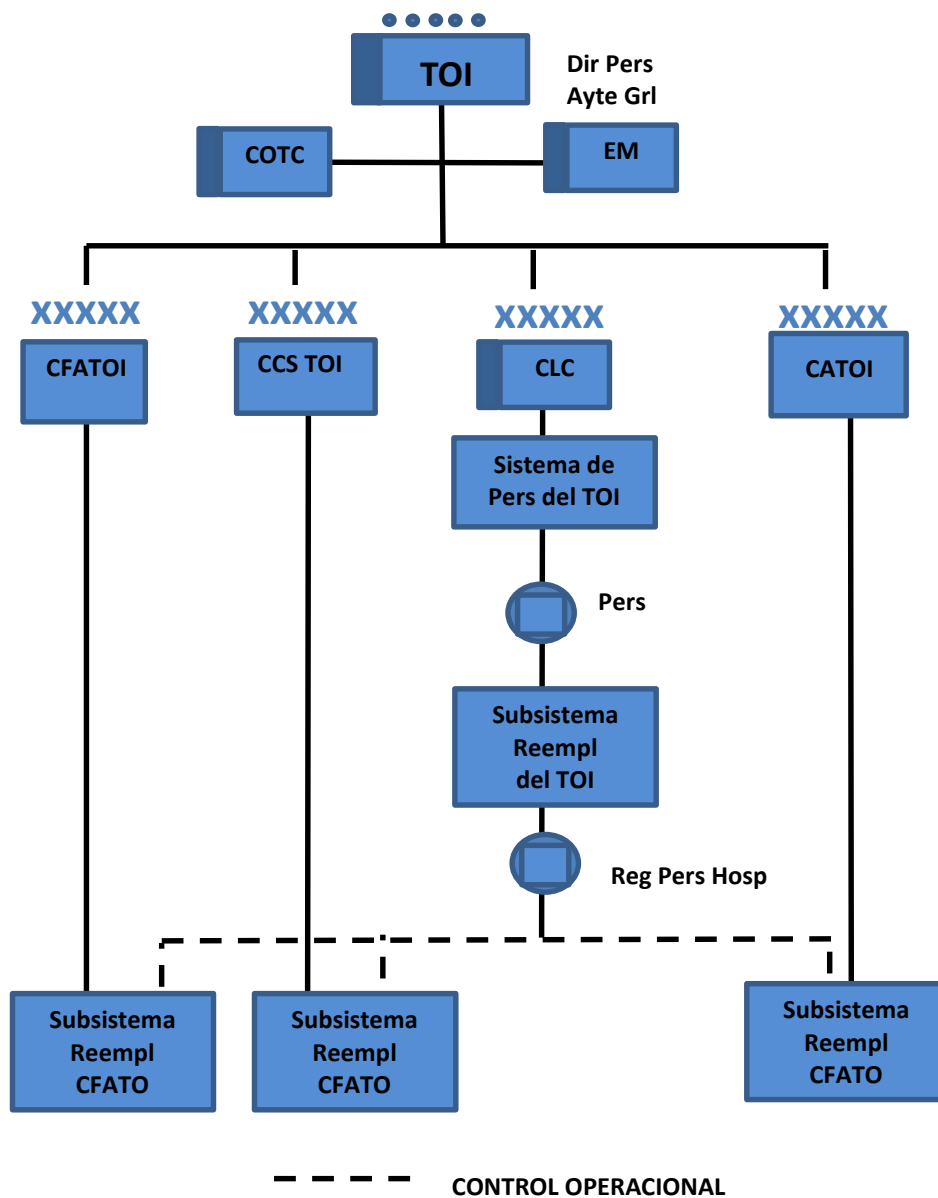 TOI
Dir Pers
Ayte Grl
COTC
EM
XXXXX
XXXXX
XXXXX
XXXXX
CFATOI
CCS TOI
CLC
CATOI
Sistema de
Pers del TOI
Pers
Subsistema
Reempl
del TOI
Reg Pers Hosp
Subsistema
Reempl
CFATO
Subsistema
Reempl
CFATO
Subsistema
Reempl
CFATO
CONTROL OPERACIONAL